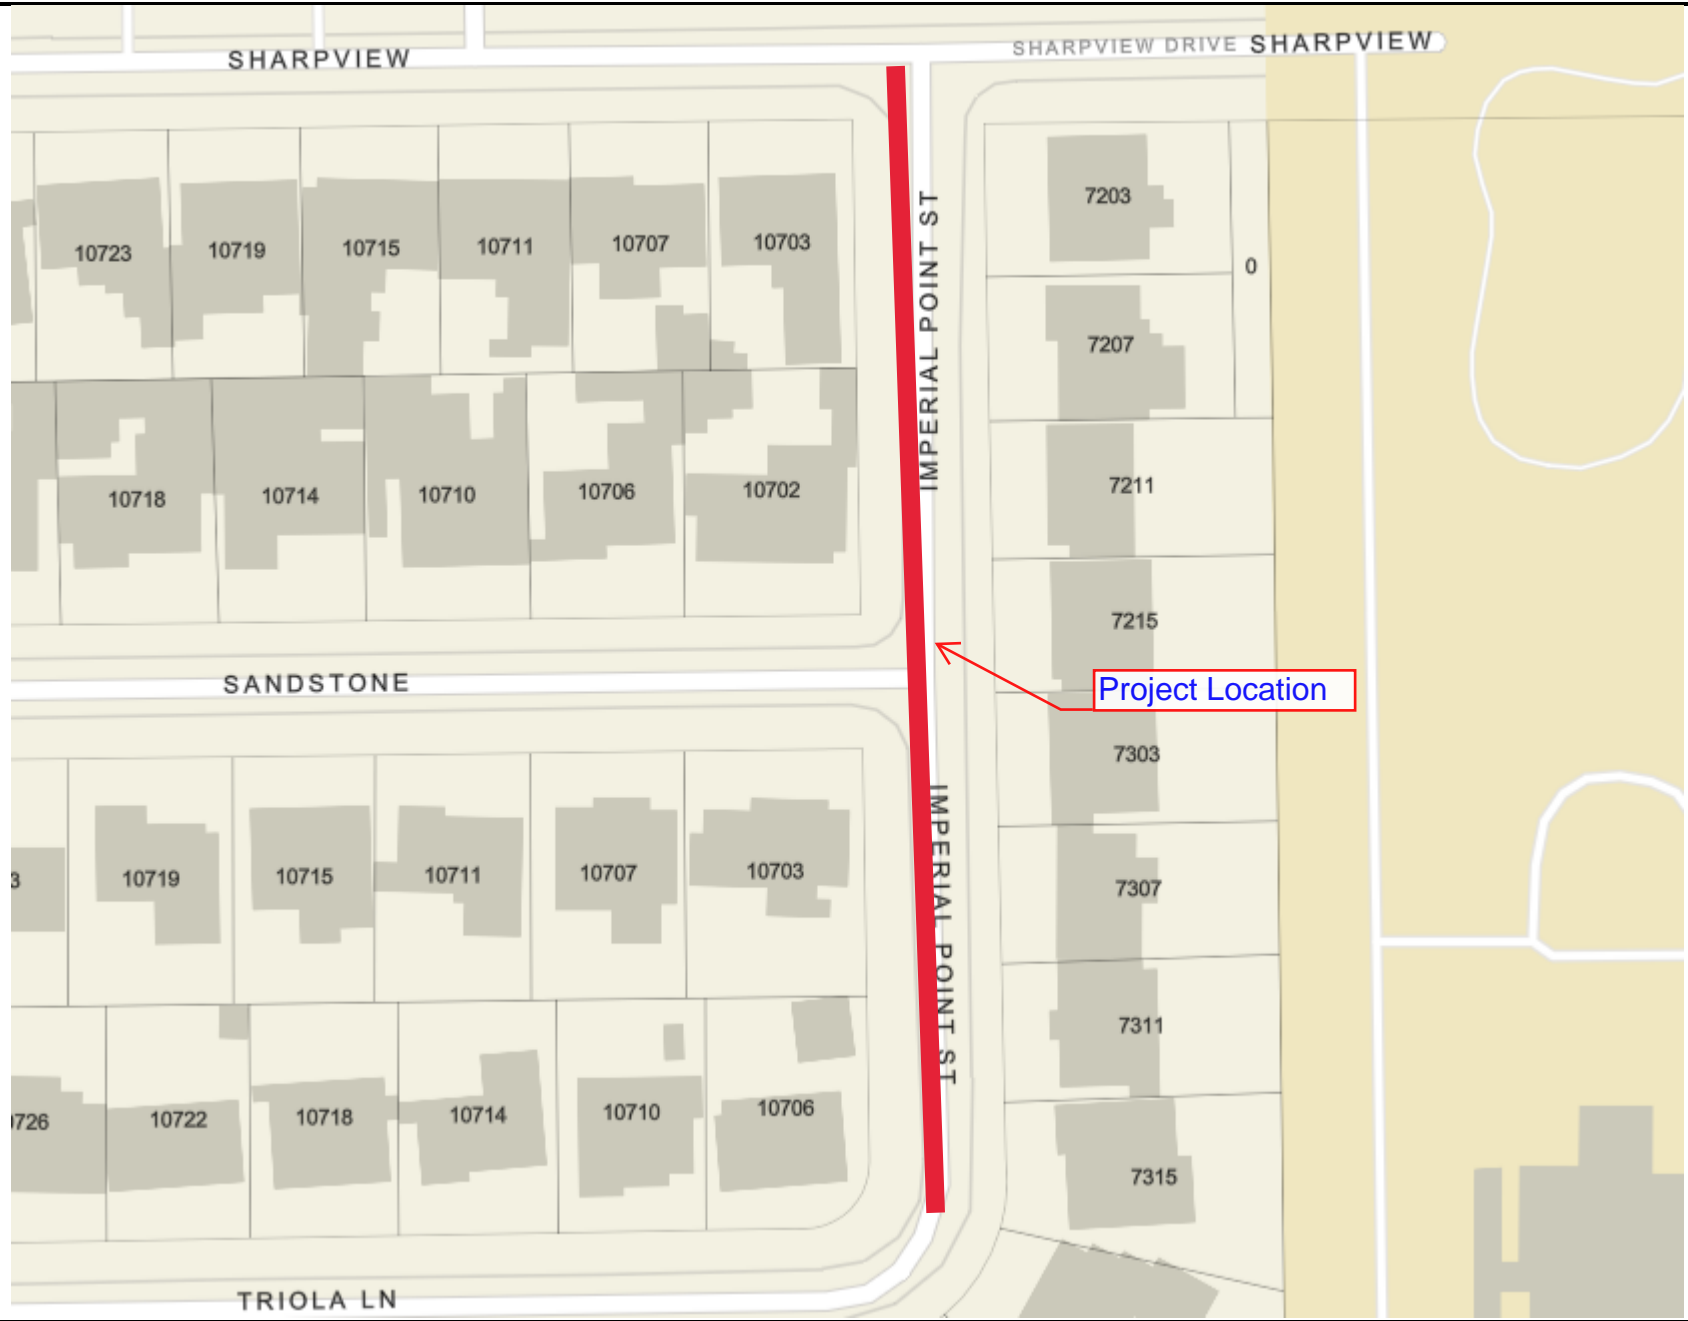 SHARPVIEW
SHARPVIEW DRIVE SHARPVIEW
IMPERIAL POINT ST
10723 10719 10715 10711 10707 10703
7203
0
7207
10718 10714 10710 10706 10702
7211
7215
SANDSTONE
Project Location
7303
IMPERIAL POINT ST
3 10719 10715 10711 10707 10703
7307
7311
726 10722 10718 10714 10710 10706
7315
TRIOLA LN